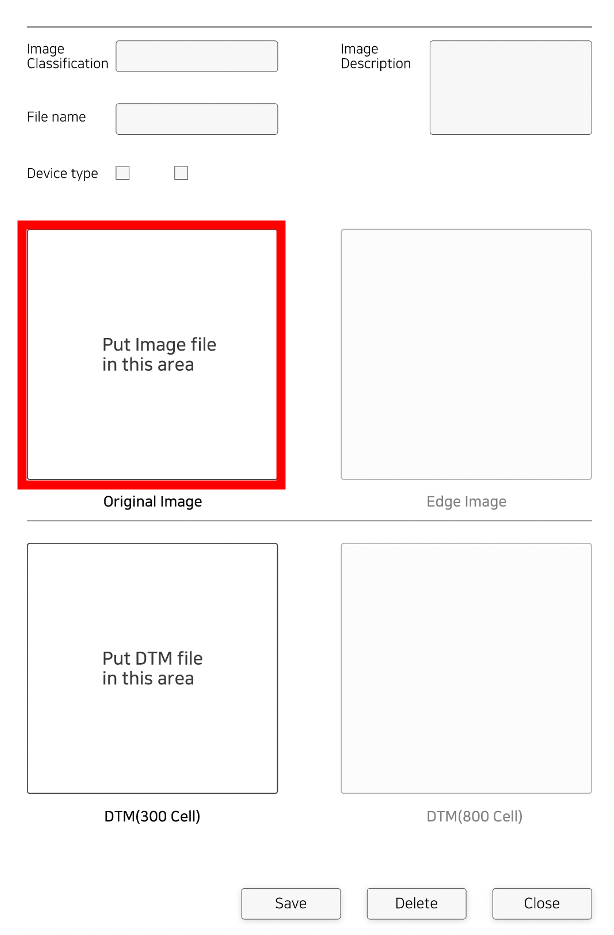 Image
Classification
Image
Description
File name
Device type
Put Image file
in this area
Original Image
Edge Image
Put DTM file
in this area
DTM(300 Cell)
DTM(800 Cell)
Save
Delete
Close